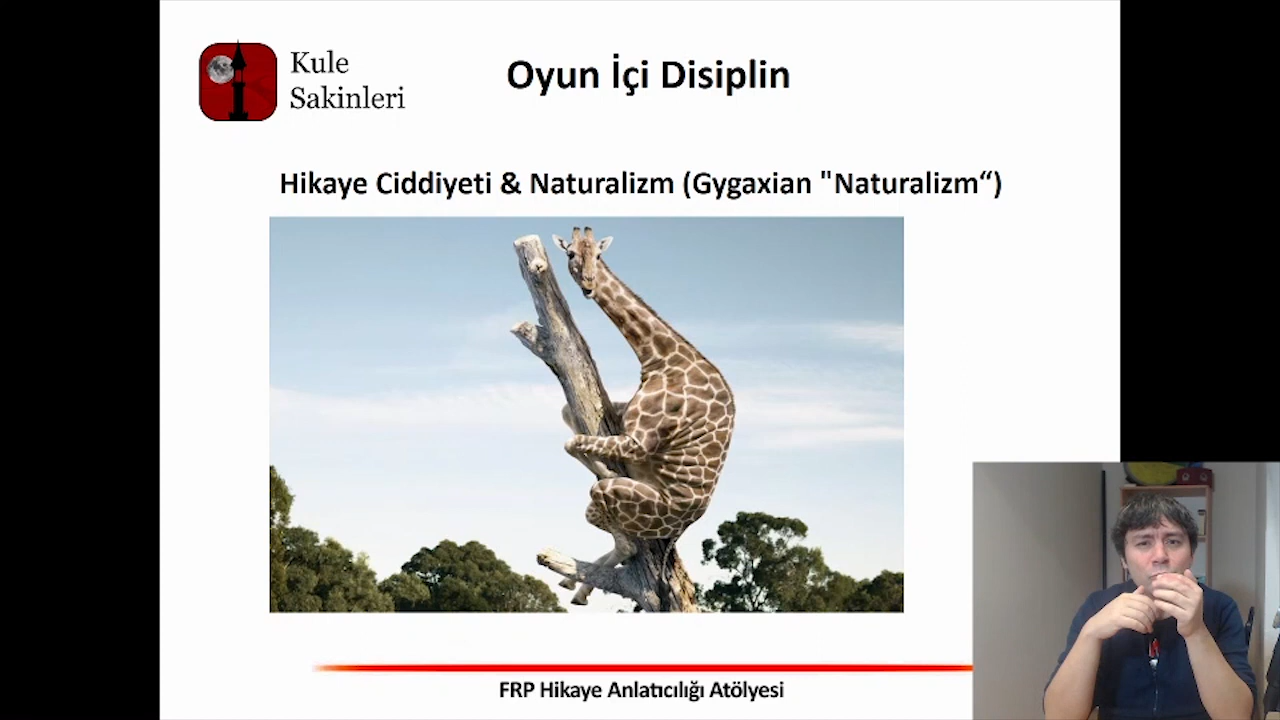 Kule
Sakinleri
Oyun İçi Disiplin
Hikaye Ciddiyeti & Naturalizm (Gygaxian "Naturalizm“)
FRP Hikaye Anlatıcılığı Atölyesi